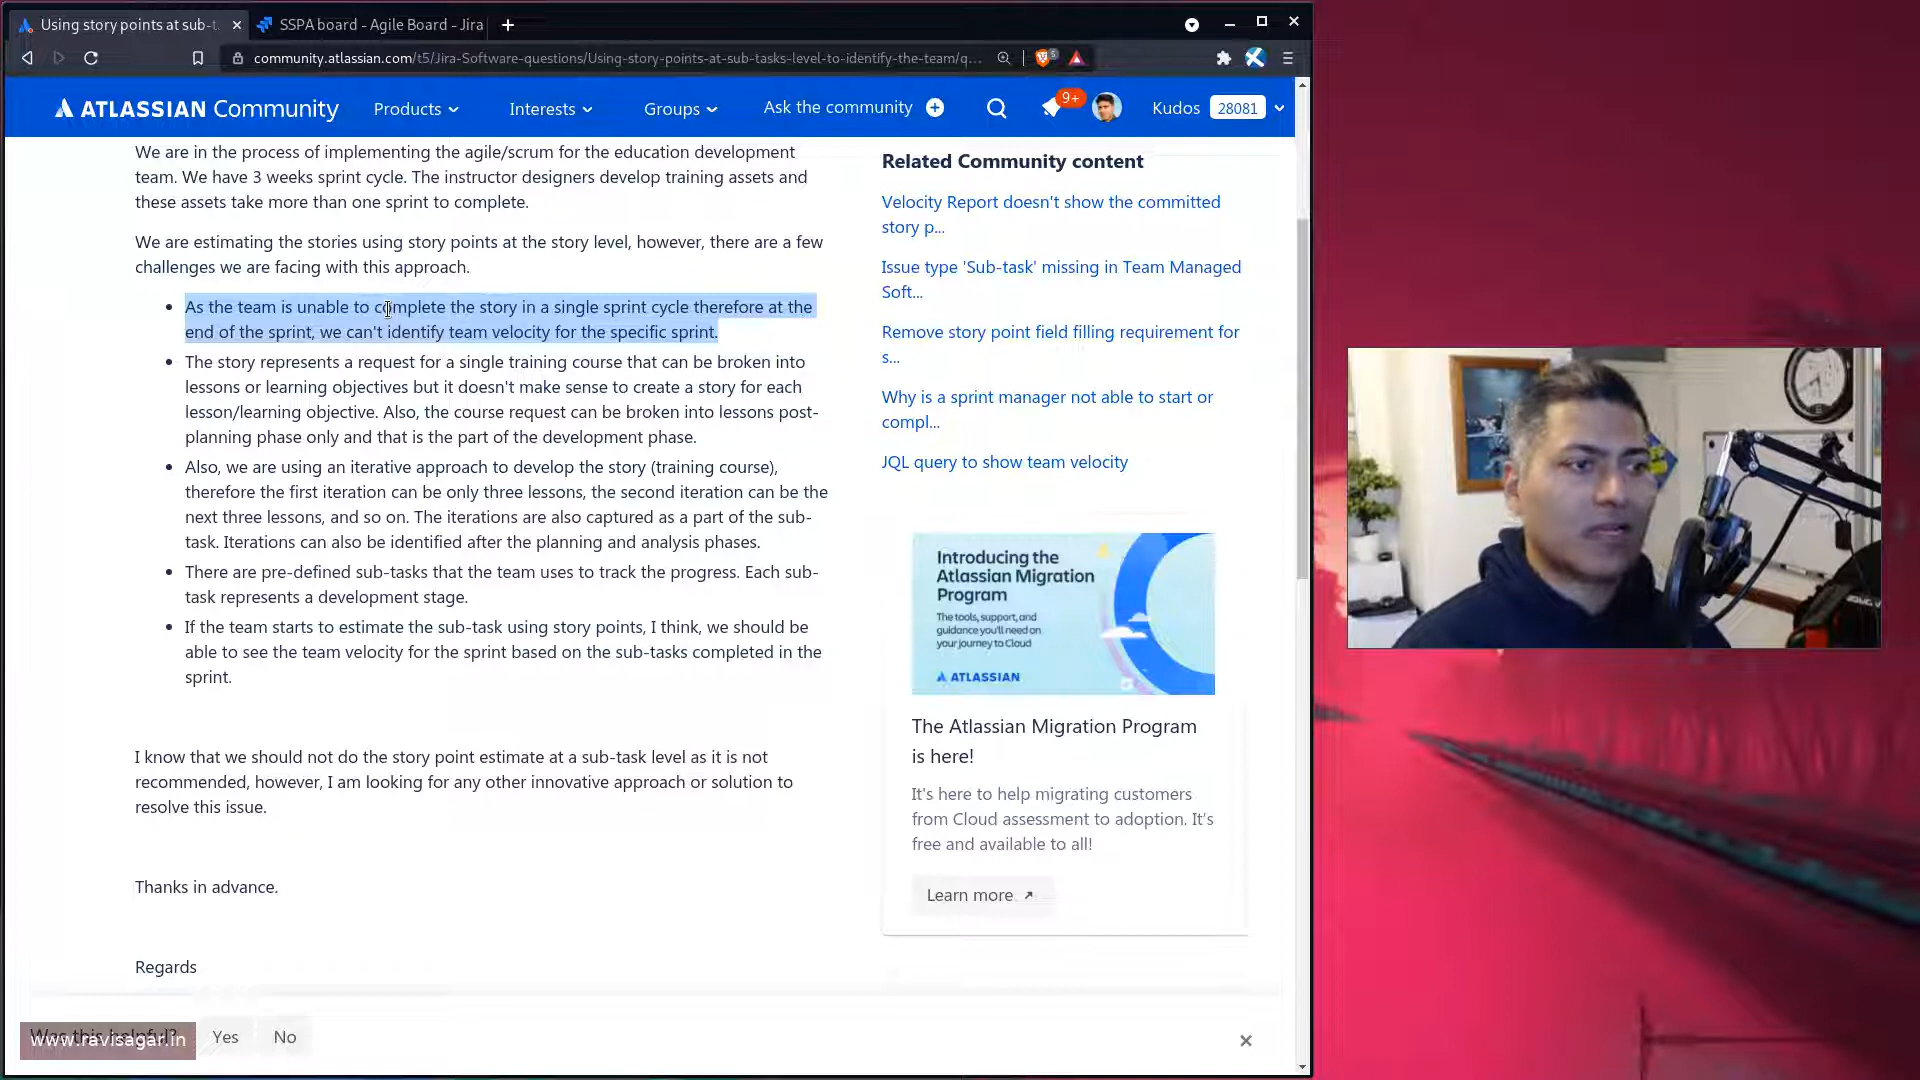 Using story points at sub-t
SSPA board - Agile Board - Jira
community.atlassian.com/t5/Jira-Software-questions/Using-story-points-at-sub-tasks-level-to-identify-the-team/q...
5
ATLASSIAN Community
Products
Interests
Groups
Ask the community
9+
Kudos
28081
We are in the process of implementing the agile/scrum for the education development
team. We have 3 weeks sprint cycle. The instructor designers develop training assets and
these assets take more than one sprint to complete.
We are estimating the stories using story points at the story level, however, there are a few
challenges we are facing with this approach.
• As the team is unable to complete the story in a single sprint cycle therefore at the
end of the sprint, we can't identify team velocity for the specific sprint.
• The story represents a request for a single training course that can be broken into
lessons or learning objectives but it doesn't make sense to create a story for each
lesson/learning objective. Also, the course request can be broken into lessons post-
planning phase only and that is the part of the development phase.
• Also, we are using an iterative approach to develop the story (training course),
therefore the first iteration can be only three lessons, the second iteration can be the
next three lessons, and so on. The iterations are also captured as a part of the sub-
task. Iterations can also be identified after the planning and analysis phases.
• There are pre-defined sub-tasks that the team uses to track the progress. Each sub-
task represents a development stage.
• If the team starts to estimate the sub-task using story points, I think, we should be
able to see the team velocity for the sprint based on the sub-tasks completed in the
sprint.
I know that we should not do the story point estimate at a sub-task level as it is not
recommended, however, I am looking for any other innovative approach or solution to
resolve this issue.
Thanks in advance.
Regards
Related Community content
Velocity Report doesn't show the committed
story p...
Issue type 'Sub-task' missing in Team Managed
Soft...
Remove story point field filling requirement for
s...
Why is a sprint manager not able to start or
compl...
JQL query to show team velocity
Introducing the
Atlassian Migration
Program
The tools, support, and
guidance you'll need on
your journey to Cloud
ATLASSIAN
The Atlassian Migration Program
is here!
It's here to help migrating customers
from Cloud assessment to adoption. It's
free and available to all!
Learn more
Was this helpful?
Yes
No
www.ravisagar.in